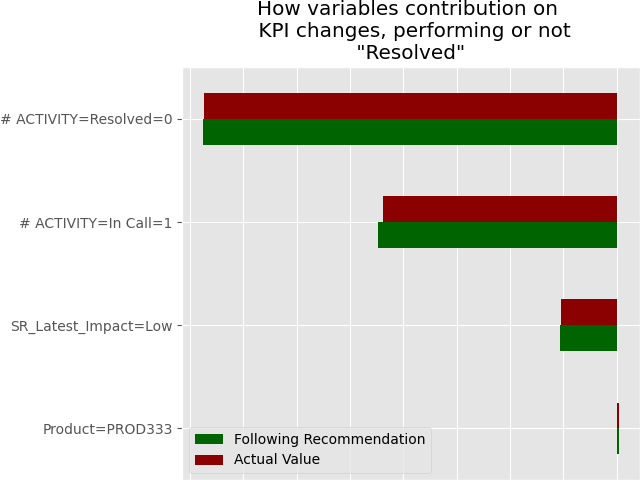 How variables contribution on
KPI changes, performing or not
"Resolved"
# ACTIVITY=Resolved=0
# ACTIVITY=In Call=1
SR_Latest_Impact=Low
Product=PROD333
Following Recommendation
Actual Value